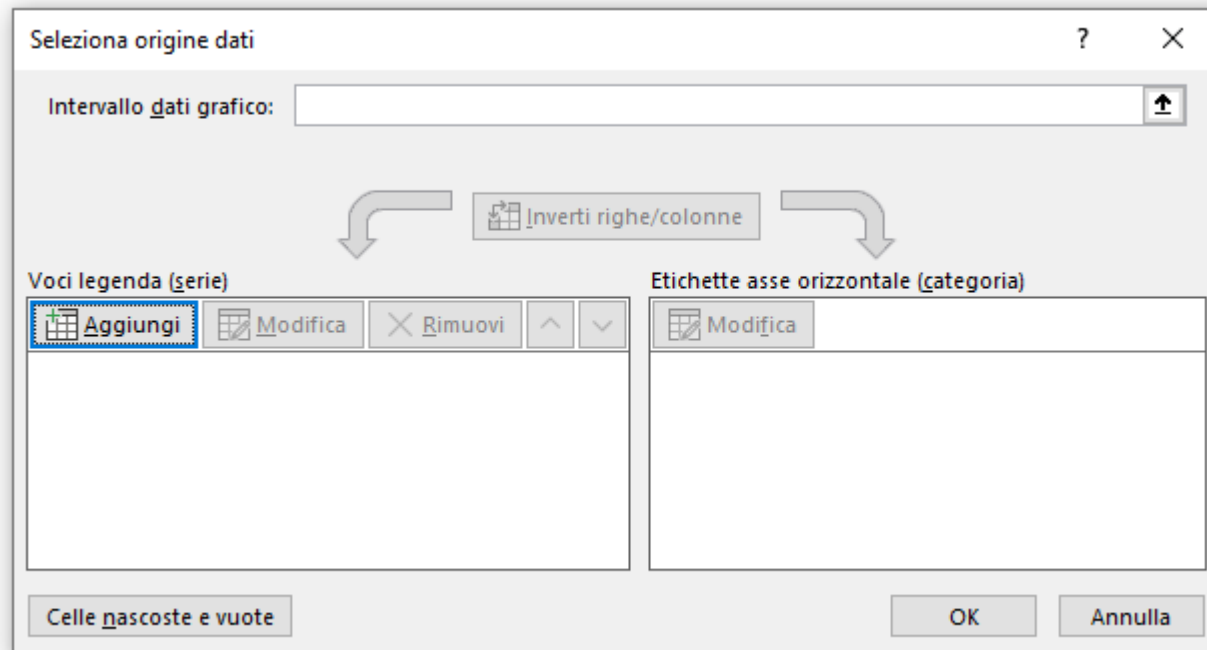 Seleziona origine dati
?
Intervallo dati grafico:
Inverti righe/colonne
Voci legenda (serie)
Etichette asse orizzontale (categoria)
Aggiungi
Modifica
Rimuovi
Modifica
Celle nascoste e vuote
OK
Annulla